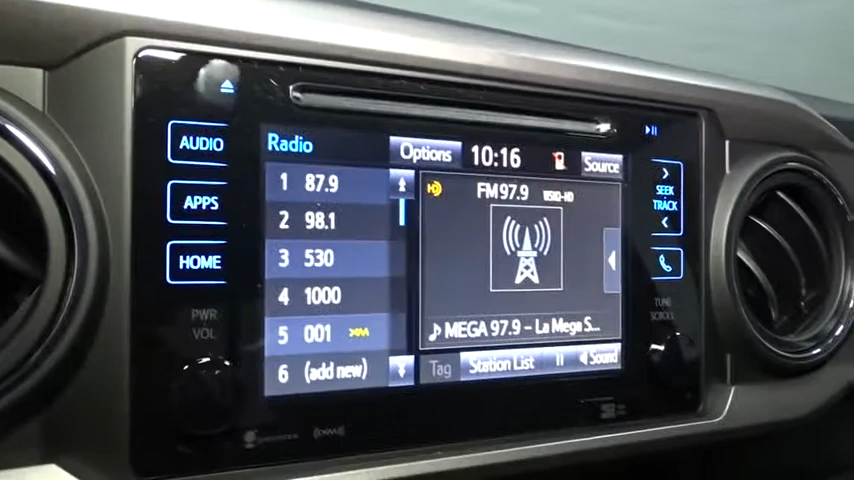 AUDIO
APPS
HOME
PWR
VOL
Radio
Options
10:16
Source
1 87.9
2 98.1
3 530
4 1000
5 001 XM
6 (add new)
FM 97.9 WSKQ-HD
MEGA 97.9 – La Mega S...
Tag
Station List
Sound
SEEK
TRACK
TUNE
SCROLL